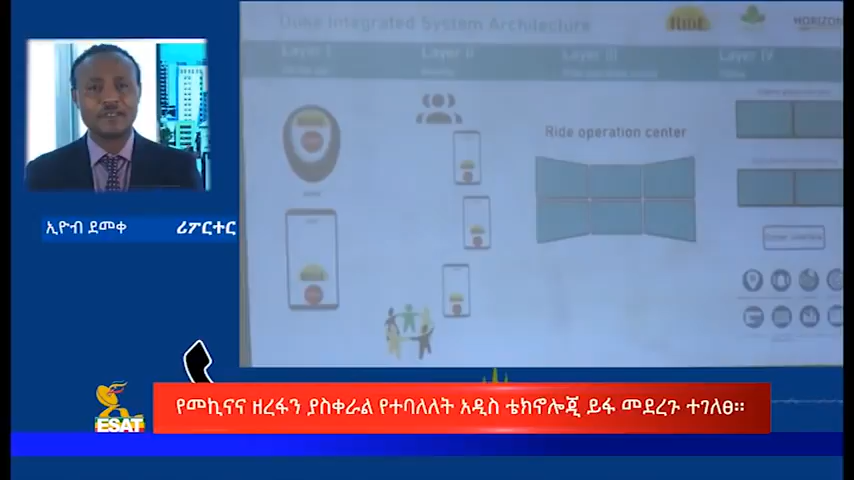 Duka Integrated System Architecture
RIDE
HORIZON
Layer I
Layer II
Layer III
Layer IV
Ride operation center
ኢዮብ ደመቀ
ሪፖርተር
ESAT
የመኪናና ዘረፋን ያስቀራል የተባለለት አዲስ ቴክኖሎጂ ይፋ መደረጉ ተገለፀ።